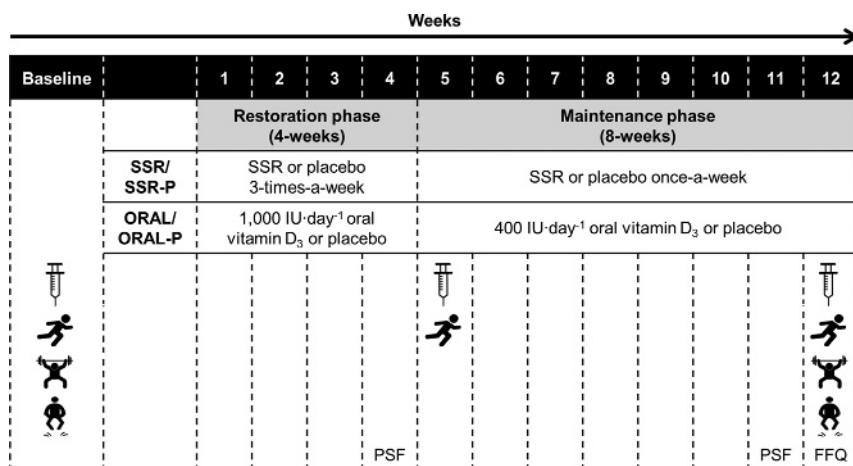 Weeks
Baseline 1 2 3 4 5 6 7 8 9 10 11 12
Restoration phase
(4-weeks)
Maintenance phase
(8-weeks)
SSR/
SSR-P
SSR or placebo
3-times-a-week
SSR or placebo once-a-week
ORAL/
ORAL-P
1,000 IU·day⁻¹ oral
vitamin D₃ or placebo
400 IU·day⁻¹ oral vitamin D₃ or placebo
PSF PSF FFQ